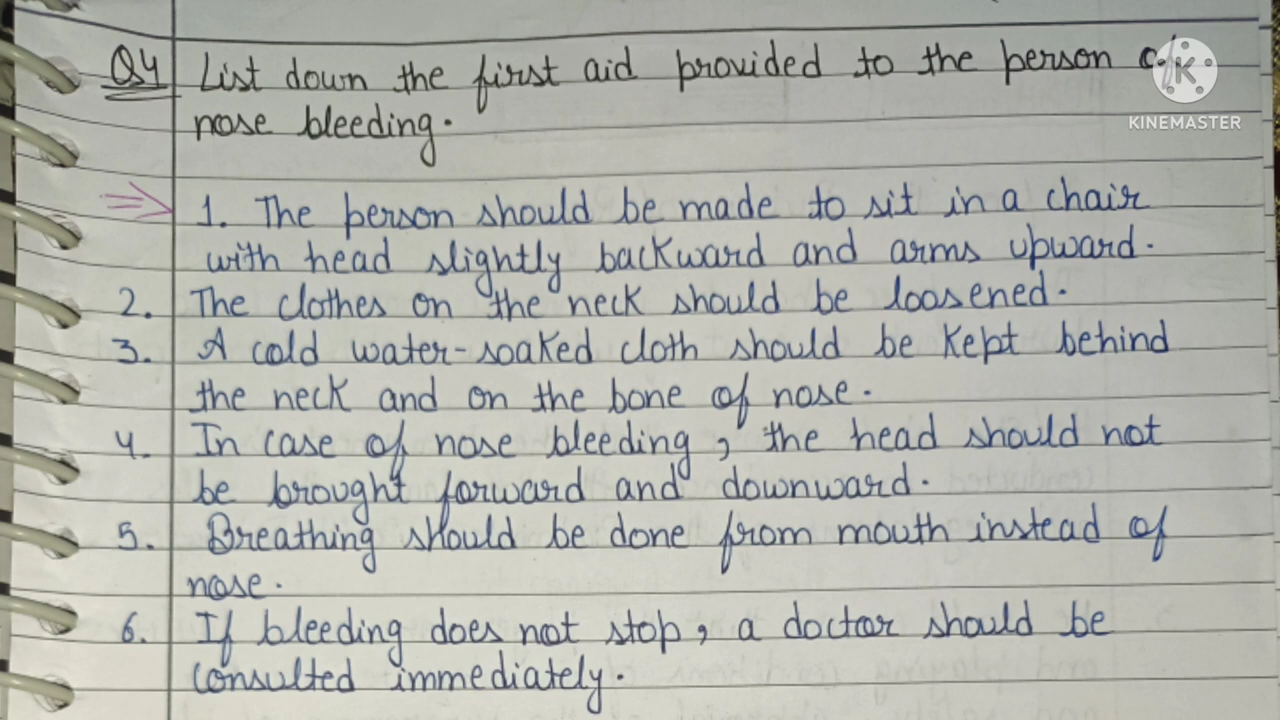 Q4 List down the first aid provided to the person of
nose bleeding.
KINEMASTER
⇒ 1. The person should be made to sit in a chair
with head slightly backward and arms upward.
2. The clothes on the neck should be loosened.
3. A cold water-soaked cloth should be kept behind
the neck and on the bone of nose.
4. In case of nose bleeding, the head should not
be brought forward and downward.
5. Breathing should be done from mouth instead of
nose.
6. If bleeding does not stop, a doctor should be
consulted immediately.